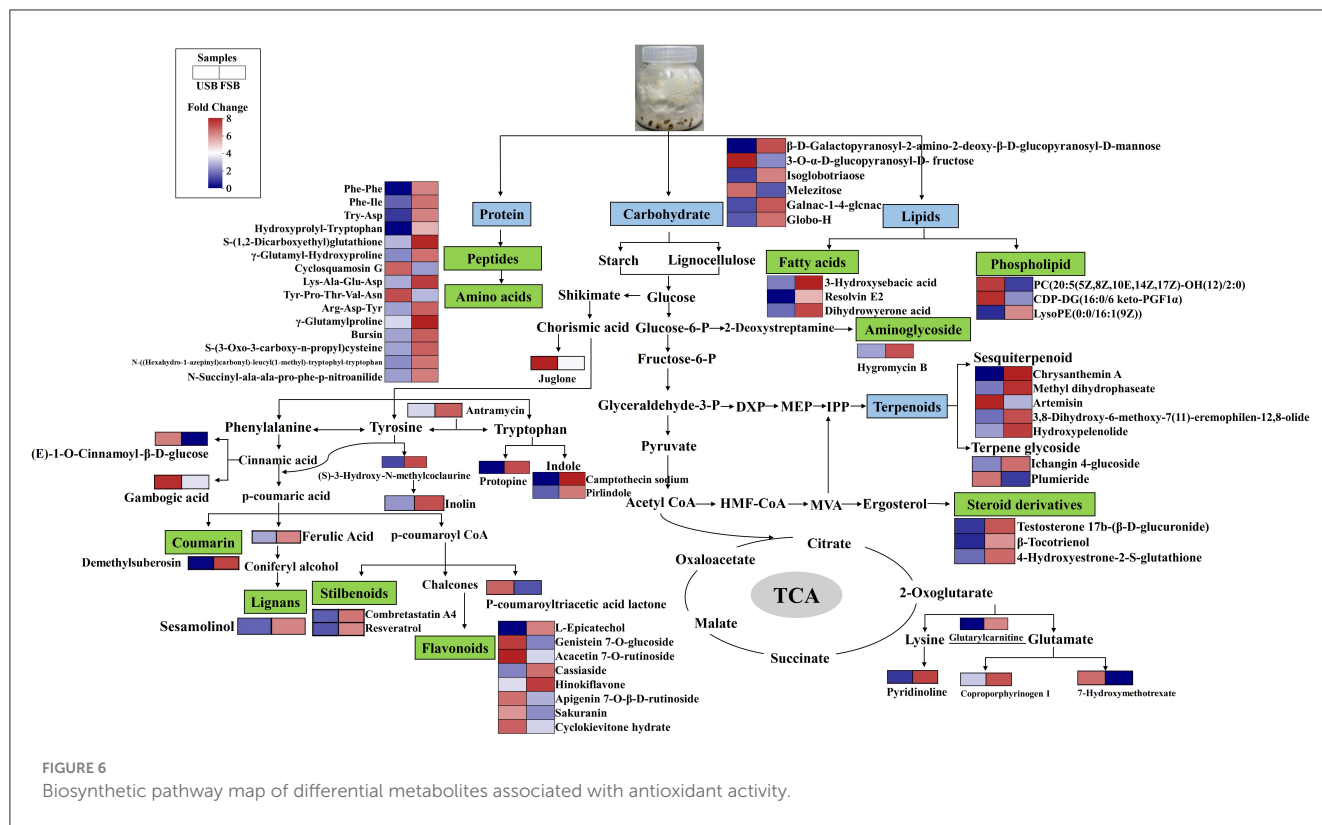 Samples
USB FSB
Fold Change
8
6
4
2
0
β-D-Galactopyranosyl-2-amino-2-deoxy-β-D-glucopyranosyl-D-mannose
3-O-α-D-glucopyranosyl-D- fructose
Isoglobotriaose
Melezitose
Galnac-1-4-glcnac
Globo-H
Phe-Phe
Phe-Ile
Try-Asp
Hydroxyprolyl-Tryptophan
S-(1,2-Dicarboxyethyl)glutathione
γ-Glutamyl-Hydroxyproline
Cyclosquamosin G
Lys-Ala-Glu-Asp
Tyr-Pro-Thr-Val-Asn
Arg-Asp-Tyr
γ-Glutamylproline
Bursin
S-(3-Oxo-3-carboxy-n-propyl)cysteine
N-((Hexahydro-1-azepinyl)carbonyl)-leucyl(1-methyl)-tryptophyl-tryptophan
N-Succinyl-ala-ala-pro-phe-p-nitroanilide
Protein
Carbohydrate
Lipids
Peptides
Amino acids
Starch
Lignocellulose
Fatty acids
3-Hydroxysebacic acid
Resolvin E2
Dihydrowyerone acid
Phospholipid
PC(20:5(5Z,8Z,10E,14Z,17Z)-OH(12)/2:0)
CDP-DG(16:0/6 keto-PGF1α)
LysoPE(0:0/16:1(9Z))
Shikimate
Glucose
Chorismic acid
Glucose-6-P
2-Deoxystreptamine
Aminoglycoside
Hygromycin B
Juglone
Fructose-6-P
Sesquiterpenoid
Chrysanthemin A
Methyl dihydrophaseate
Artemisin
3,8-Dihydroxy-6-methoxy-7(11)-eremophilen-12,8-olide
Hydroxypelenolide
Glyceraldehyde-3-P
DXP
MEP
IPP
Terpenoids
Terpene glycoside
Ichangin 4-glucoside
Plumieride
Antramycin
Phenylalanine
Tyrosine
Tryptophan
(E)-1-O-Cinnamoyl-β-D-glucose
Cinnamic acid
(S)-3-Hydroxy-N-methylcoclaurine
Protopine
Indole
Camptothecin sodium
Pirlindole
Gambogic acid
p-coumaric acid
Inolin
Pyruvate
Acetyl CoA
HMF-CoA
MVA
Ergosterol
Steroid derivatives
Testosterone 17b-(β-D-glucuronide)
β-Tocotrienol
4-Hydroxyestrone-2-S-glutathione
Coumarin
Demethylsuberosin
Ferulic Acid
p-coumaroyl CoA
Coniferyl alcohol
Lignans
Sesamolinol
Stilbenoids
Combretastatin A4
Resveratrol
Chalcones
P-coumaroyltriacetic acid lactone
Flavonoids
L-Epicatechol
Genistein 7-O-glucoside
Acacetin 7-O-rutinoside
Cassiaside
Hinokiflavone
Apigenin 7-O-β-D-rutinoside
Sakuranin
Cyclokievitone hydrate
Citrate
Oxaloacetate
TCA
2-Oxoglutarate
Malate
Succinate
Lysine
Glutarylcarnitine
Glutamate
Pyridinoline
Coproporphyrinogen 1
7-Hydroxymethotrexate
FIGURE 6
Biosynthetic pathway map of differential metabolites associated with antioxidant activity.